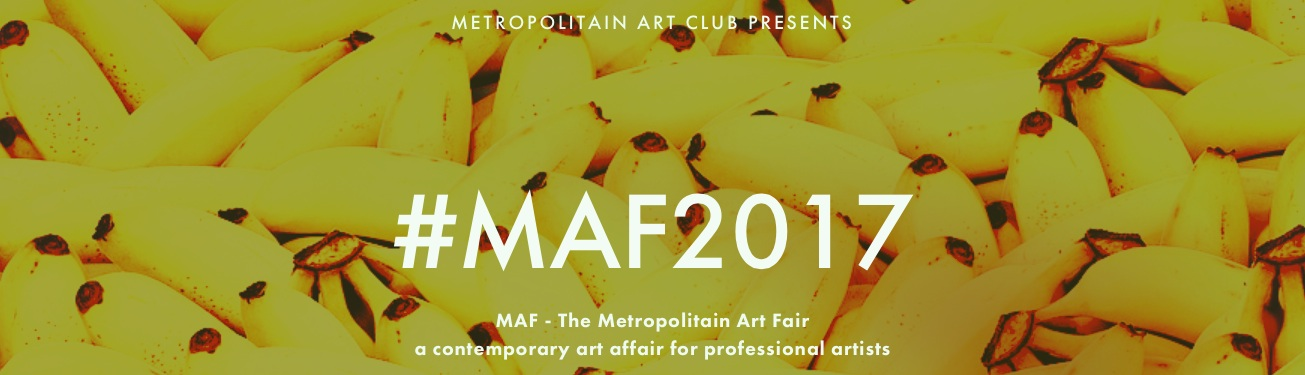 METROPOLITAIN ART CLUB PRESENTS
#MAF2017
MAF - The Metropolitain Art Fair
a contemporary art affair for professional artists